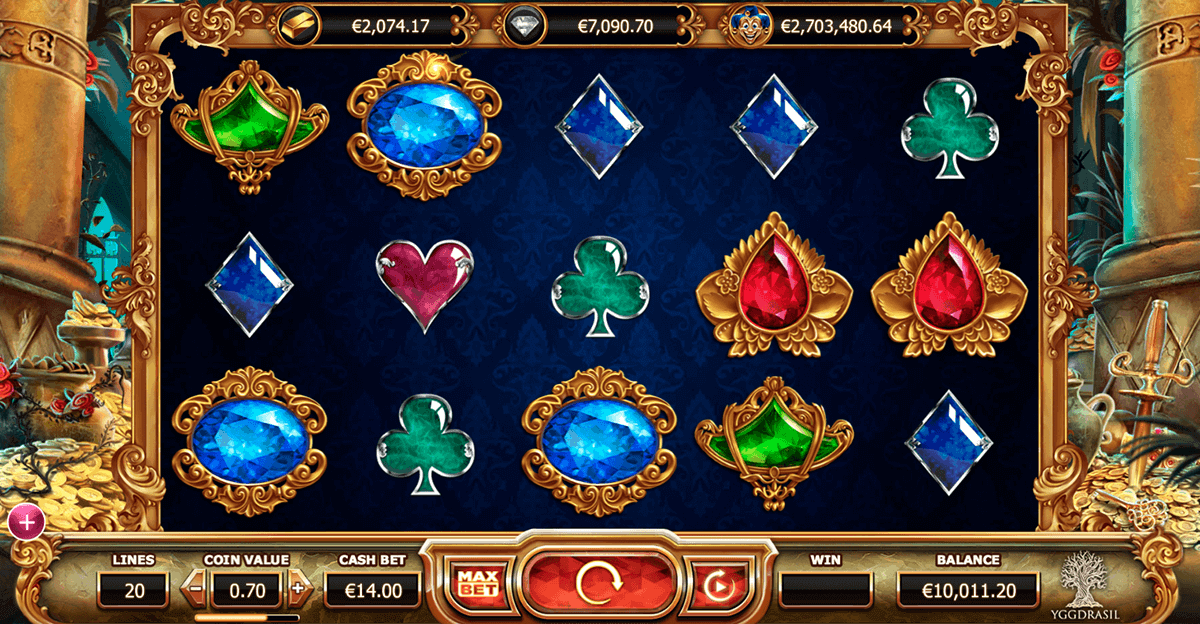 €2,074.17 €7,090.70 €2,703,480.64
LINES COIN VALUE CASH BET WIN BALANCE
20 - 0.70 + €14.00 MAX BET €10,011.20
+
YGGDRASIL